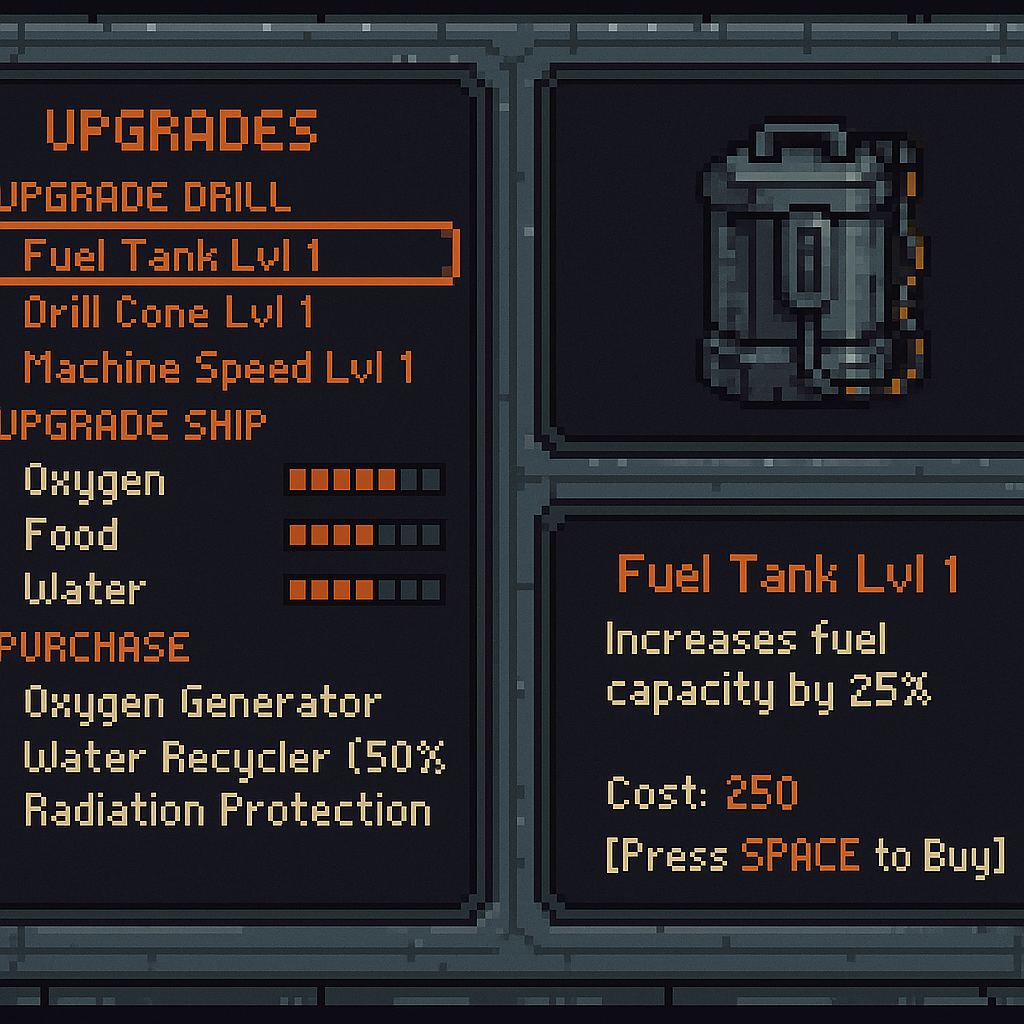 UPGRADES
UPGRADE DRILL
Fuel Tank Lvl 1
Drill Cone Lvl 1
Machine Speed Lvl 1
UPGRADE SHIP
Oxygen
Food
Water
PURCHASE
Oxygen Generator
Water Recycler (50%
Radiation Protection
Fuel Tank Lvl 1
Increases fuel
capacity by 25%
Cost: 250
[Press SPACE to Buy]